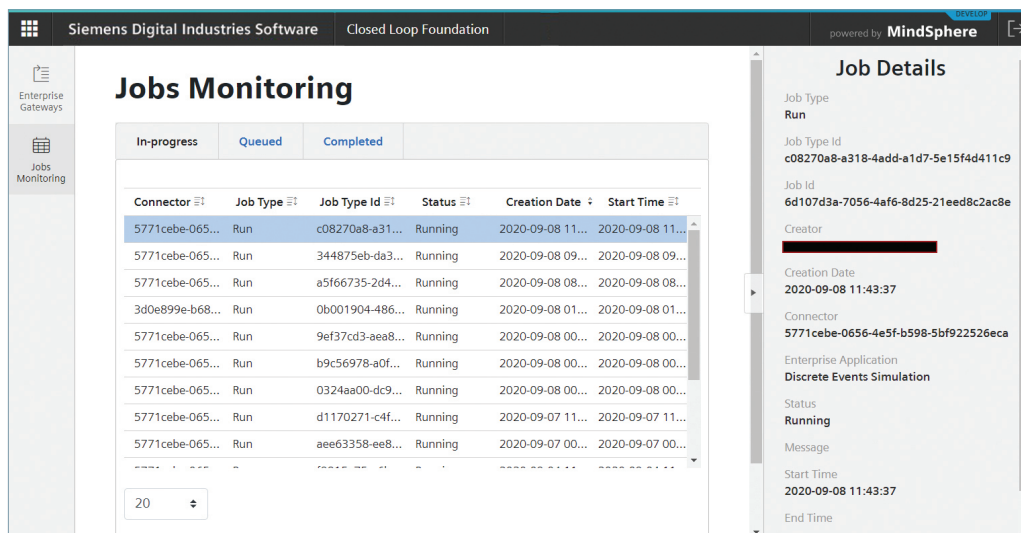 DEVELOP
Siemens Digital Industries Software Closed Loop Foundation powered by MindSphere
Enterprise
Gateways
Jobs
Monitoring
Jobs Monitoring
In-progress Queued Completed
Connector Job Type Job Type Id Status Creation Date Start Time
5771cebe-065... Run c08270a8-a31... Running 2020-09-08 11... 2020-09-08 11...
5771cebe-065... Run 344875eb-da3... Running 2020-09-08 09... 2020-09-08 09...
5771cebe-065... Run a5f66735-2d4... Running 2020-09-08 08... 2020-09-08 08...
3d0e899e-b68... Run 0b001904-486... Running 2020-09-08 01... 2020-09-08 01...
5771cebe-065... Run 9ef37cd3-aea8... Running 2020-09-08 00... 2020-09-08 00...
5771cebe-065... Run b9c56978-a0f... Running 2020-09-08 00... 2020-09-08 00...
5771cebe-065... Run 0324aa00-dc9... Running 2020-09-08 00... 2020-09-08 00...
5771cebe-065... Run d1170271-c4f... Running 2020-09-07 11... 2020-09-07 11...
5771cebe-065... Run aee63358-ee8... Running 2020-09-07 00... 2020-09-07 00...
20
Job Details
Job Type
Run
Job Type Id
c08270a8-a318-4add-a1d7-5e15f4d411c9
Job Id
6d107d3a-7056-4af6-8d25-21eed8c2ac8e
Creator
Creation Date
2020-09-08 11:43:37
Connector
5771cebe-0656-4e5f-b598-5bf922526eca
Enterprise Application
Discrete Events Simulation
Status
Running
Message
Start Time
2020-09-08 11:43:37
End Time